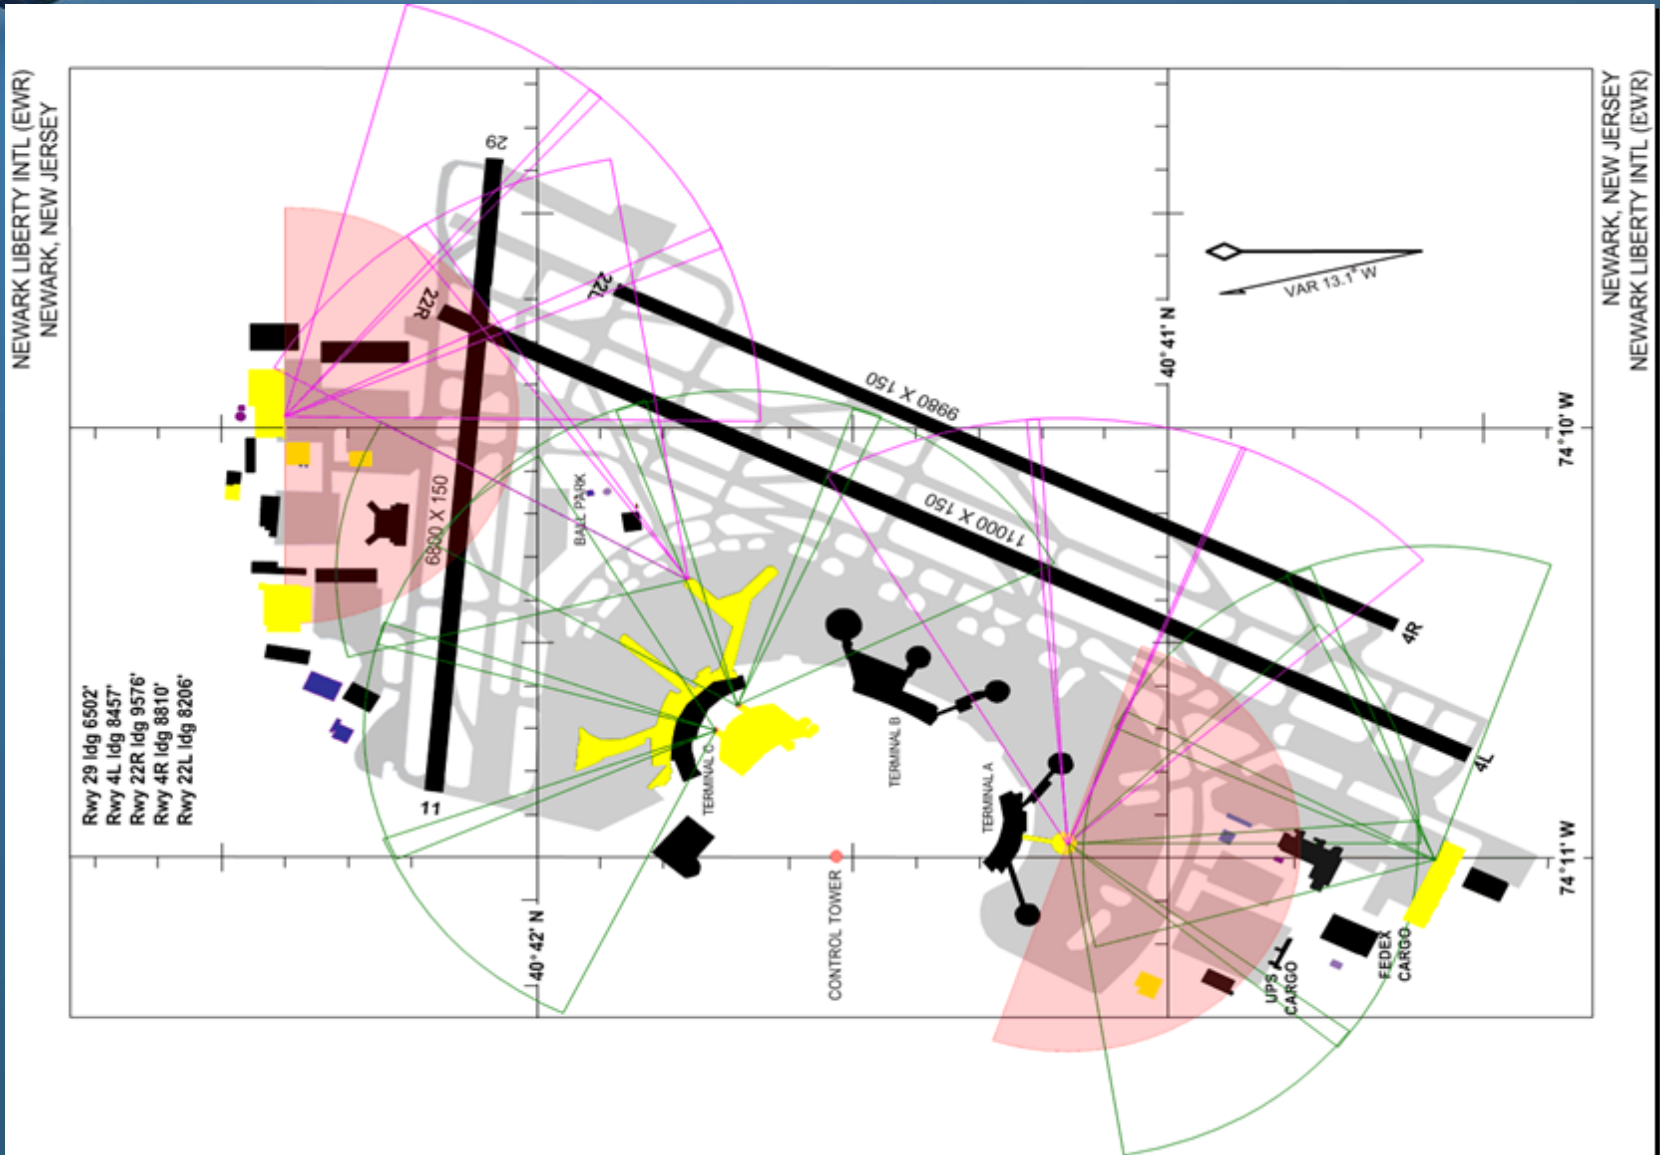 NEWARK LIBERTY INTL (EWR)
NEWARK, NEW JERSEY
NEWARK, NEW JERSEY
NEWARK LIBERTY INTL (EWR)
29
22R
22L
VAR 13.1° W
40° 41' N
9980 X 150
74° 10' W
6800 X 150
BALL PARK
11000 X 150
4R
4L
Rwy 29 ldg 6502'
Rwy 4L ldg 8457'
Rwy 22R ldg 9576'
Rwy 4R ldg 8810'
Rwy 22L ldg 8206'
11
TERMINAL C
TERMINAL B
TERMINAL A
74° 11' W
40° 42' N
CONTROL TOWER
UPS
CARGO
FEDEX
CARGO